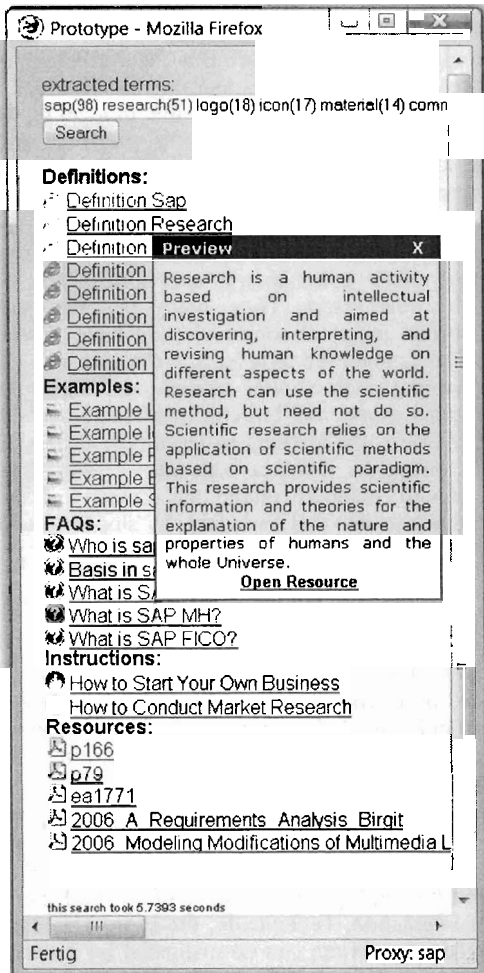 Prototype - Mozilla Firefox
extracted terms:
sap(98) research(51) logo(18) icon(17) material(14) comn
Search
Definitions:
Definition Sap
Definition Research
Definition
Preview X
Definition
Definition
Definition
Definition
Definition
Research is a human activity
based on intellectual
investigation and aimed at
discovering, interpreting, and
revising human knowledge on
different aspects of the world.
Research can use the scientific
method, but need not do so.
Scientific research relies on the
application of scientific methods
based on scientific paradigm.
This research provides scientific
information and theories for the
explanation of the nature and
properties of humans and the
whole Universe.
Open Resource
Examples:
Example
Example
Example
Example
Example
FAQs:
Who is sa
Basis in s
What is SA
What is SAP MH?
What is SAP FICO?
Instructions:
How to Start Your Own Business
How to Conduct Market Research
Resources:
p166
p79
ea1771
2006 A Requirements Analysis Birgit
2006 Modeling Modifications of Multimedia L
this search took 5.7393 seconds
Fertig
Proxy: sap